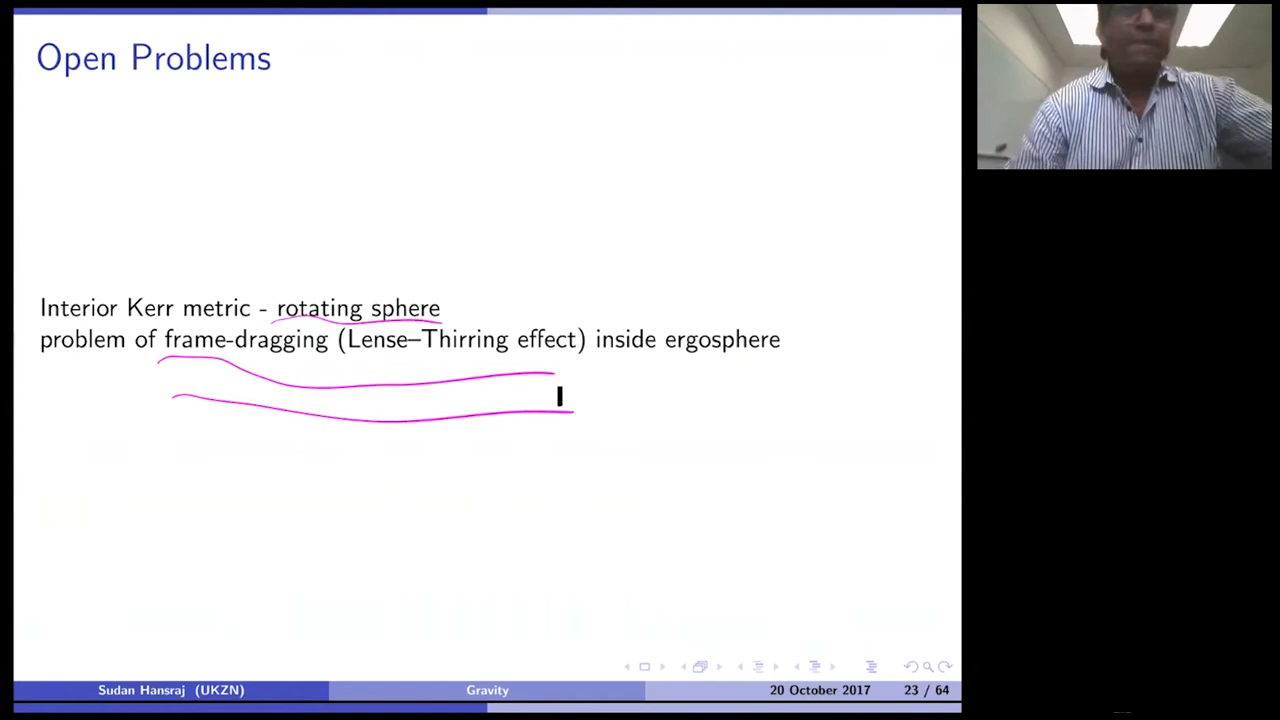 Open Problems
Interior Kerr metric - rotating sphere
problem of frame-dragging (Lense–Thirring effect) inside ergosphere
Sudan Hansraj (UKZN) Gravity 20 October 2017 23 / 64